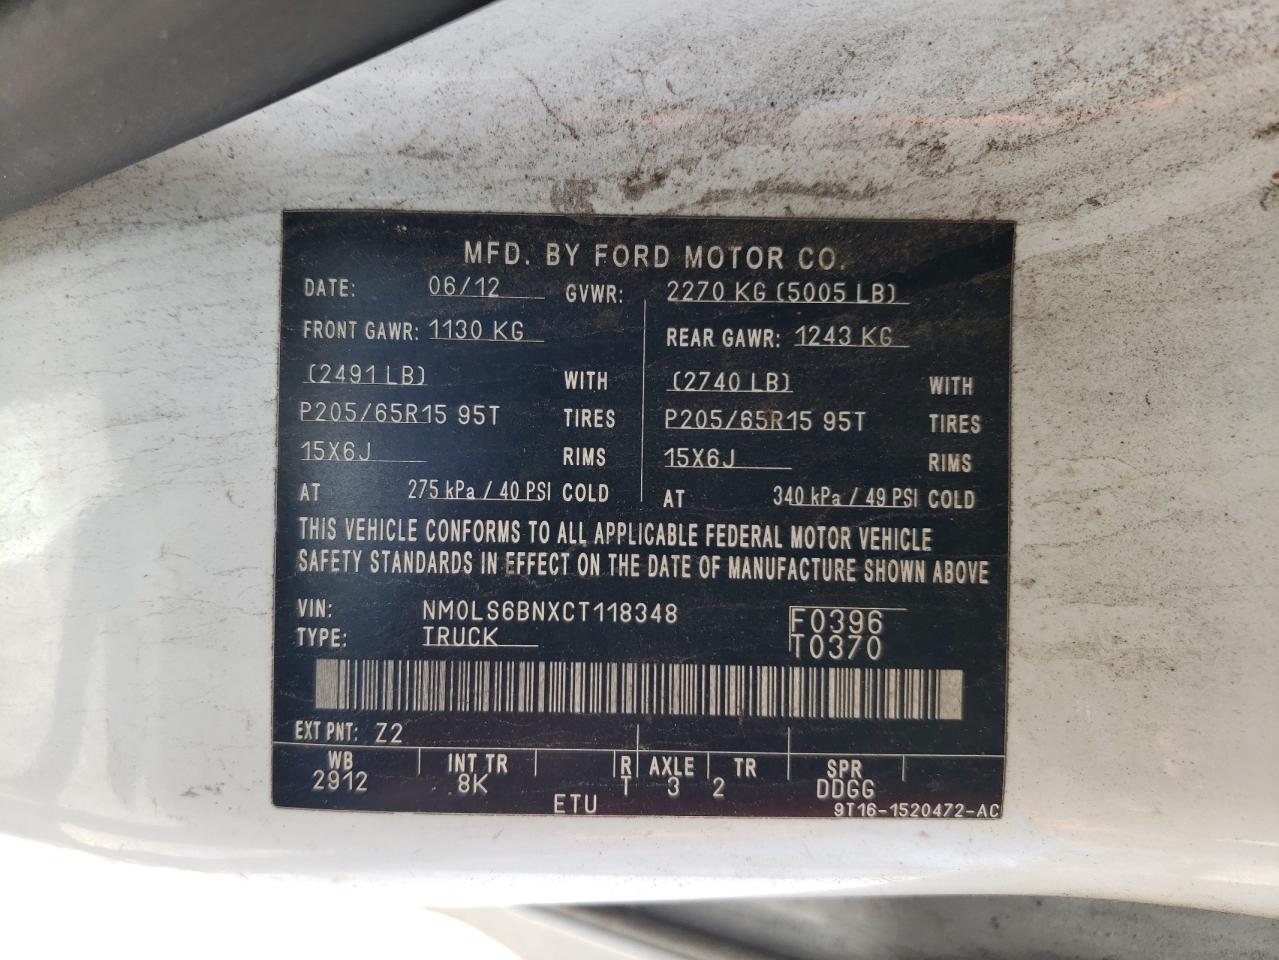 MFD. BY FORD MOTOR CO.
DATE: 06/12 GVWR: 2270 KG (5005 LB)
FRONT GAWR: 1130 KG REAR GAWR: 1243 KG
(2491 LB) WITH (2740 LB) WITH
P205/65R15 95T TIRES P205/65R15 95T TIRES
15X6J RIMS 15X6J RIMS
AT 275 kPa / 40 PSI COLD AT 340 kPa / 49 PSI COLD
THIS VEHICLE CONFORMS TO ALL APPLICABLE FEDERAL MOTOR VEHICLE
SAFETY STANDARDS IN EFFECT ON THE DATE OF MANUFACTURE SHOWN ABOVE
VIN: NM0LS6BNXCT118348 F0396
TYPE: TRUCK T0370
EXT PNT: Z2
WB INT TR R AXLE TR SPR
2912 8K T 3 2 DDGG
ETU 9T16-1520472-AC